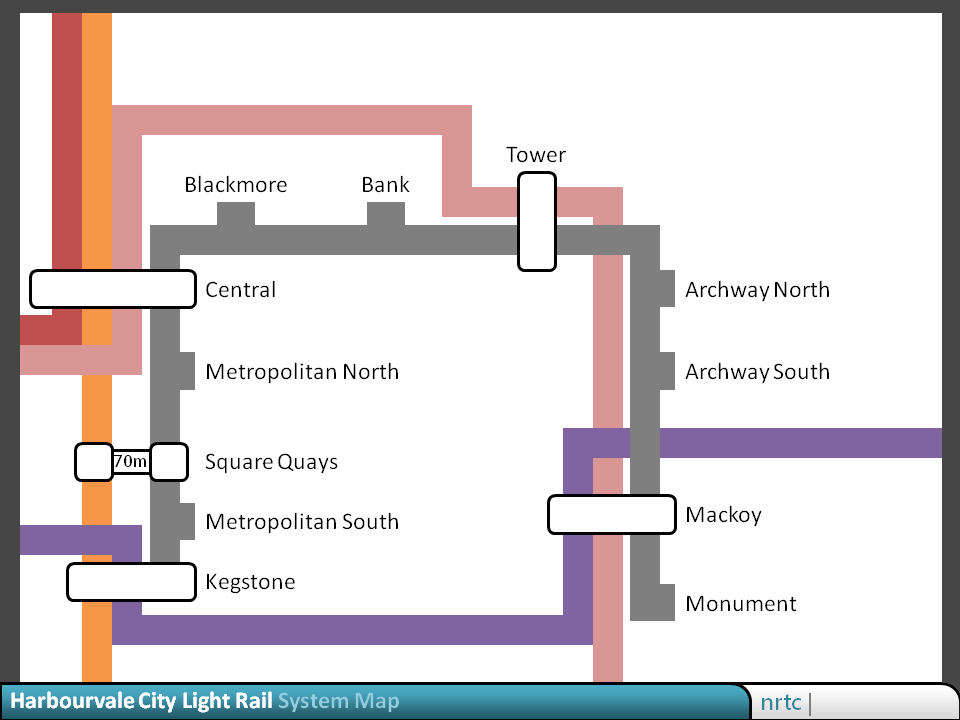 Tower
Blackmore
Bank
Central
Archway North
Metropolitan North
Archway South
70m
Square Quays
Metropolitan South
Mackoy
Kegstone
Monument
Harbourvale City Light Rail System Map
nrtc |